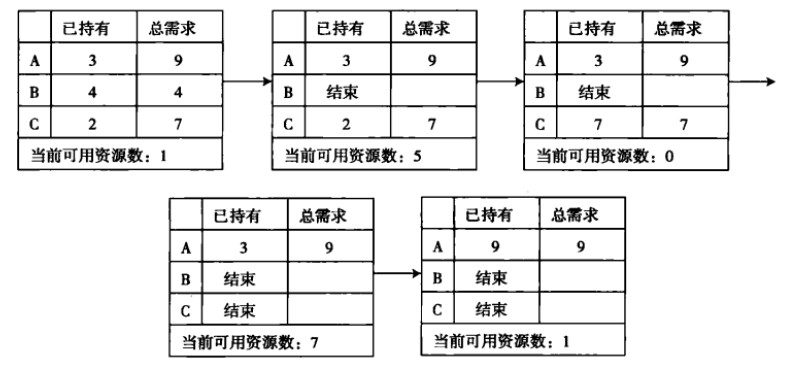 已持有 总需求
A 3 9
B 4 4
C 2 7
当前可用资源数：1
已持有 总需求
A 3 9
B 结束
C 2 7
当前可用资源数：5
已持有 总需求
A 3 9
B 结束
C 7 7
当前可用资源数：0
已持有 总需求
A 3 9
B 结束
C 结束
当前可用资源数：7
已持有 总需求
A 9 9
B 结束
C 结束
当前可用资源数：1